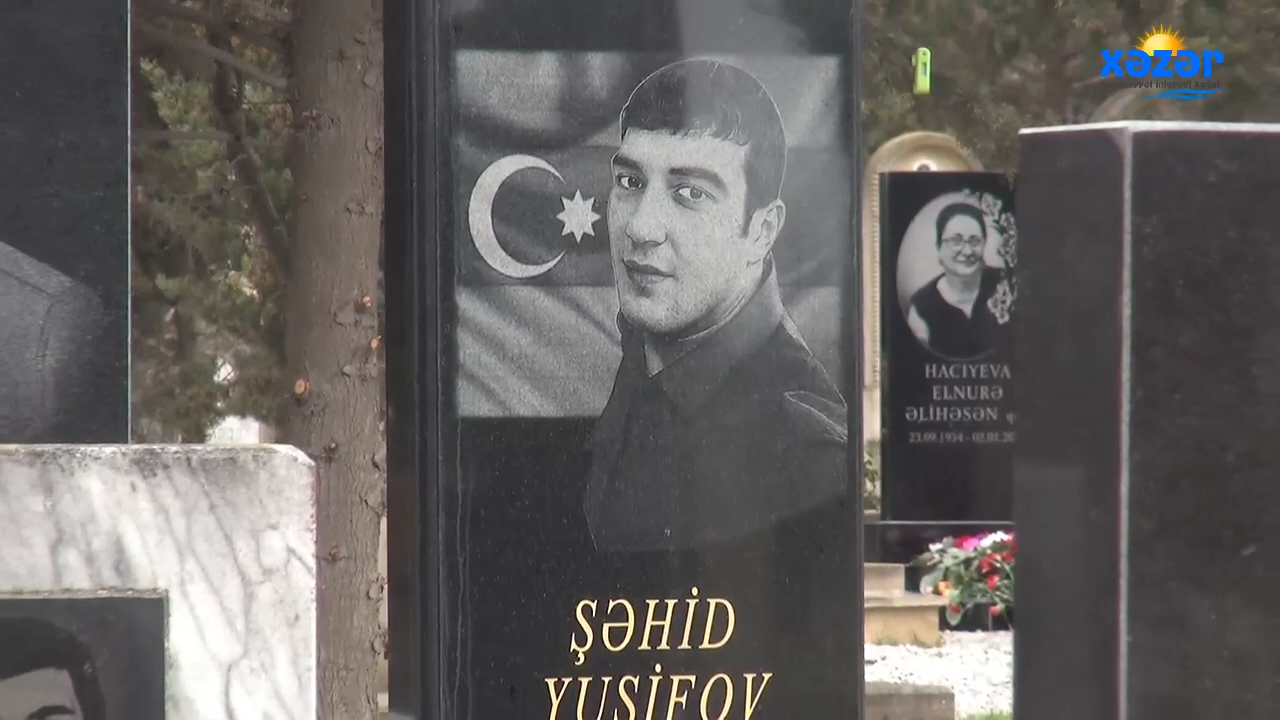 xəzər
ŞƏHİD
YUSİFOV
HACIYEVA
ELNURƏ
ƏLİHƏSƏN
23.09.1954 -